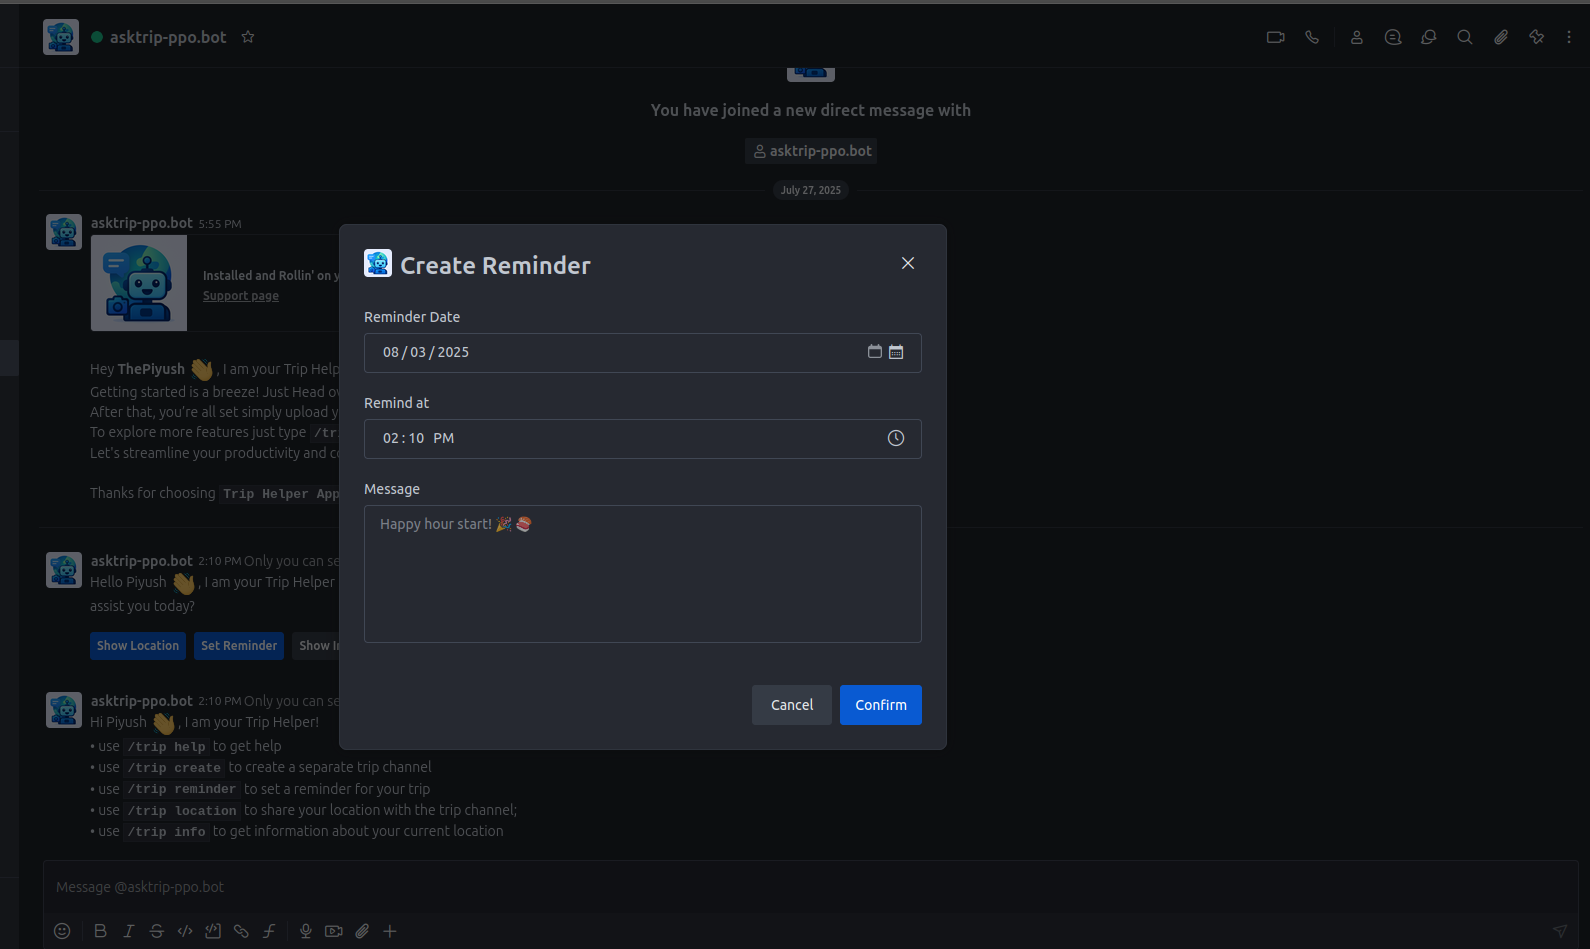 asktrip-ppo.bot
You have joined a new direct message with
asktrip-ppo.bot
July 27, 2025
asktrip-ppo.bot 5:55 PM
Installed and Rollin' on
Support page
Hey ThePiyush 👋, I am your Trip Help
Getting started is a breeze! Just Head
After that, you're all set simply upload
To explore more features just type /tr
Let's streamline your productivity and
Thanks for choosing Trip Helper App
asktrip-ppo.bot 2:10 PM Only you can se
Hello Piyush 👋, I am your Trip Helper
assist you today?
Show Location Set Reminder Show
asktrip-ppo.bot 2:10 PM Only you can se
Hi Piyush 👋, I am your Trip Helper!
• use /trip help to get help
• use /trip create to create a separate trip channel
• use /trip reminder to set a reminder for your trip
• use /trip location to share your location with the trip channel;
• use /trip info to get information about your current location
Create Reminder
Reminder Date
08/03/2025
Remind at
02:10 PM
Message
Happy hour start! 🎉 🍣
Cancel Confirm
Message @asktrip-ppo.bot